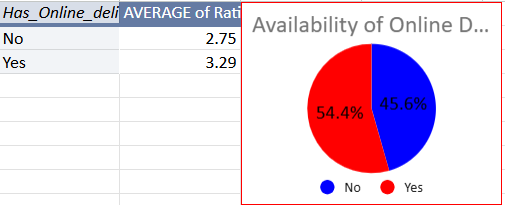 Has_Online_deli AVERAGE of Rati
No 2.75
Yes 3.29
Availability of Online D...
54.4% 45.6%
No Yes